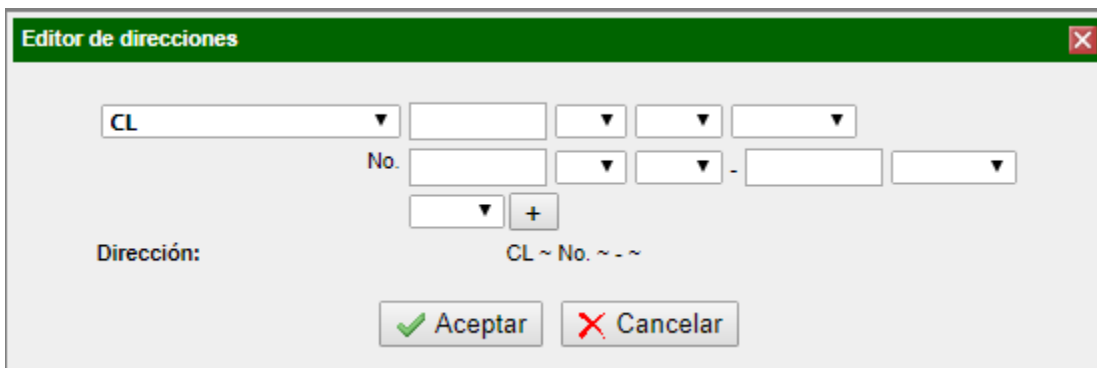 Editor de direcciones
CL
No.
-
+
Dirección: CL ~ No. ~ - ~
Aceptar Cancelar